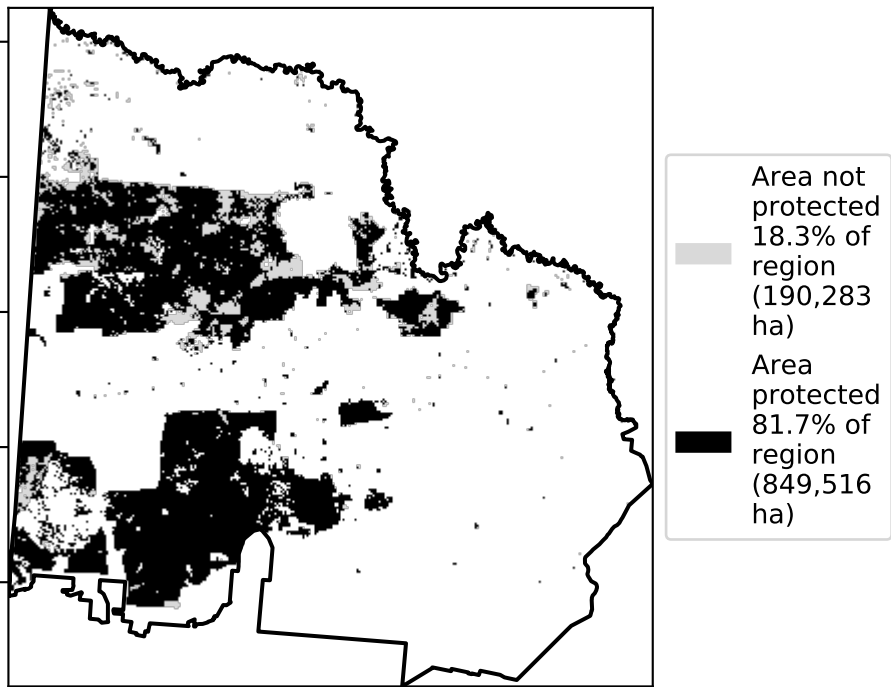 Area not
protected
18.3% of
region
(190,283
ha)
Area
protected
81.7% of
region
(849,516
ha)